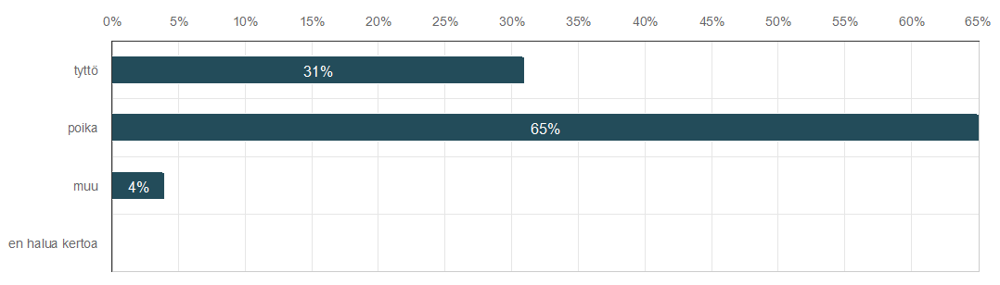 0% 5% 10% 15% 20% 25% 30% 35% 40% 45% 50% 55% 60% 65%
tyttö 31%
poika 65%
muu 4%
en halua kertoa